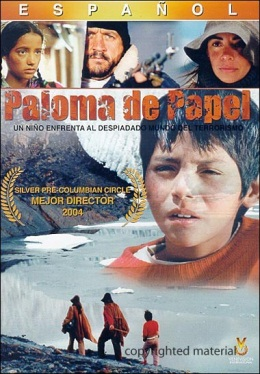 ESPAÑOL
Paloma de Papel
UN NIÑO ENFRENTA AL DESPIADADO MUNDO DEL TERRORISMO
SILVER PRE-COLUMBIAN CIRCLE
MEJOR DIRECTOR
2004
copyrighted material